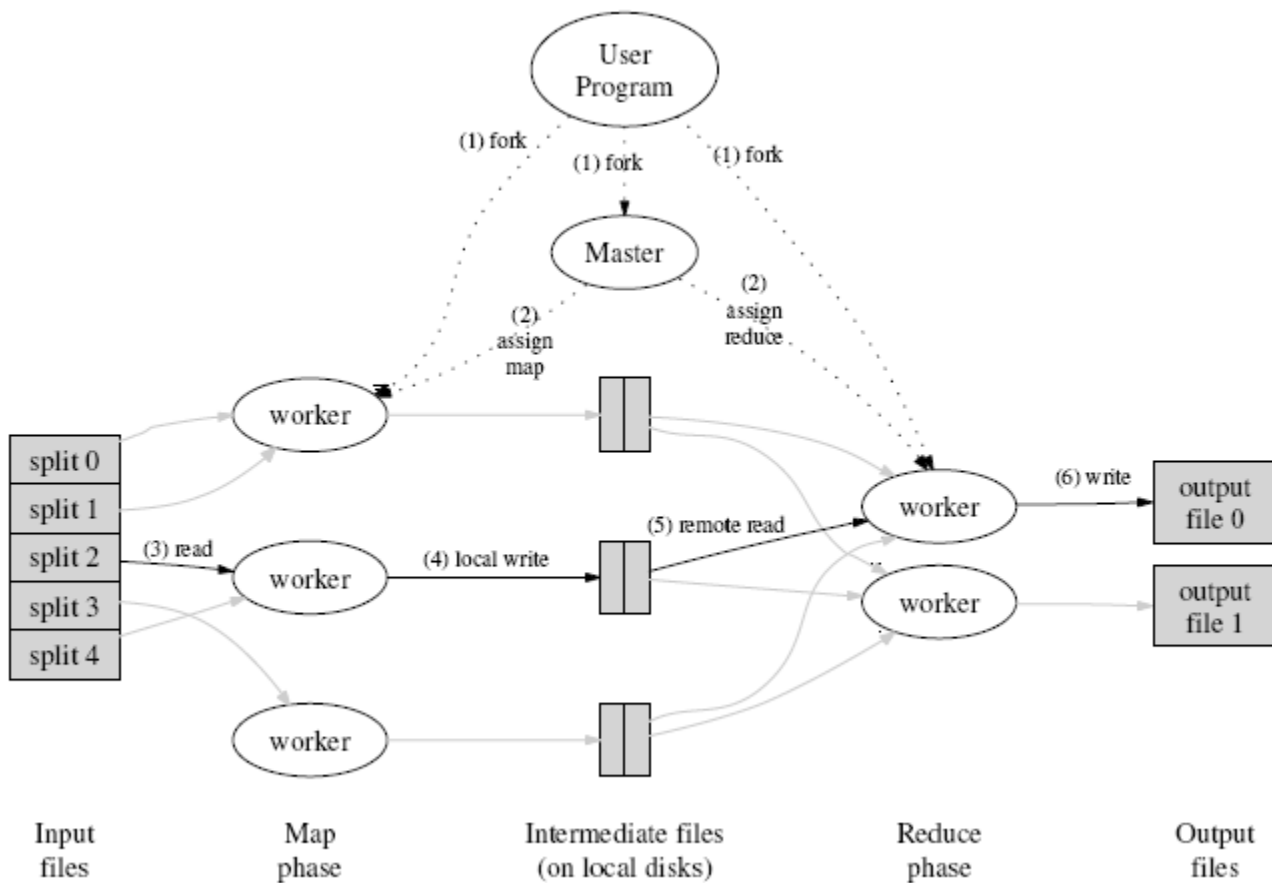 User
Program
(1) fork
(1) fork
(1) fork
Master
(2)
assign
map
(2)
assign
reduce
worker
split 0
split 1
split 2
split 3
split 4
(3) read
worker
(4) local write
(5) remote read
worker
(6) write
output
file 0
worker
output
file 1
worker
Input
files
Map
phase
Intermediate files
(on local disks)
Reduce
phase
Output
files